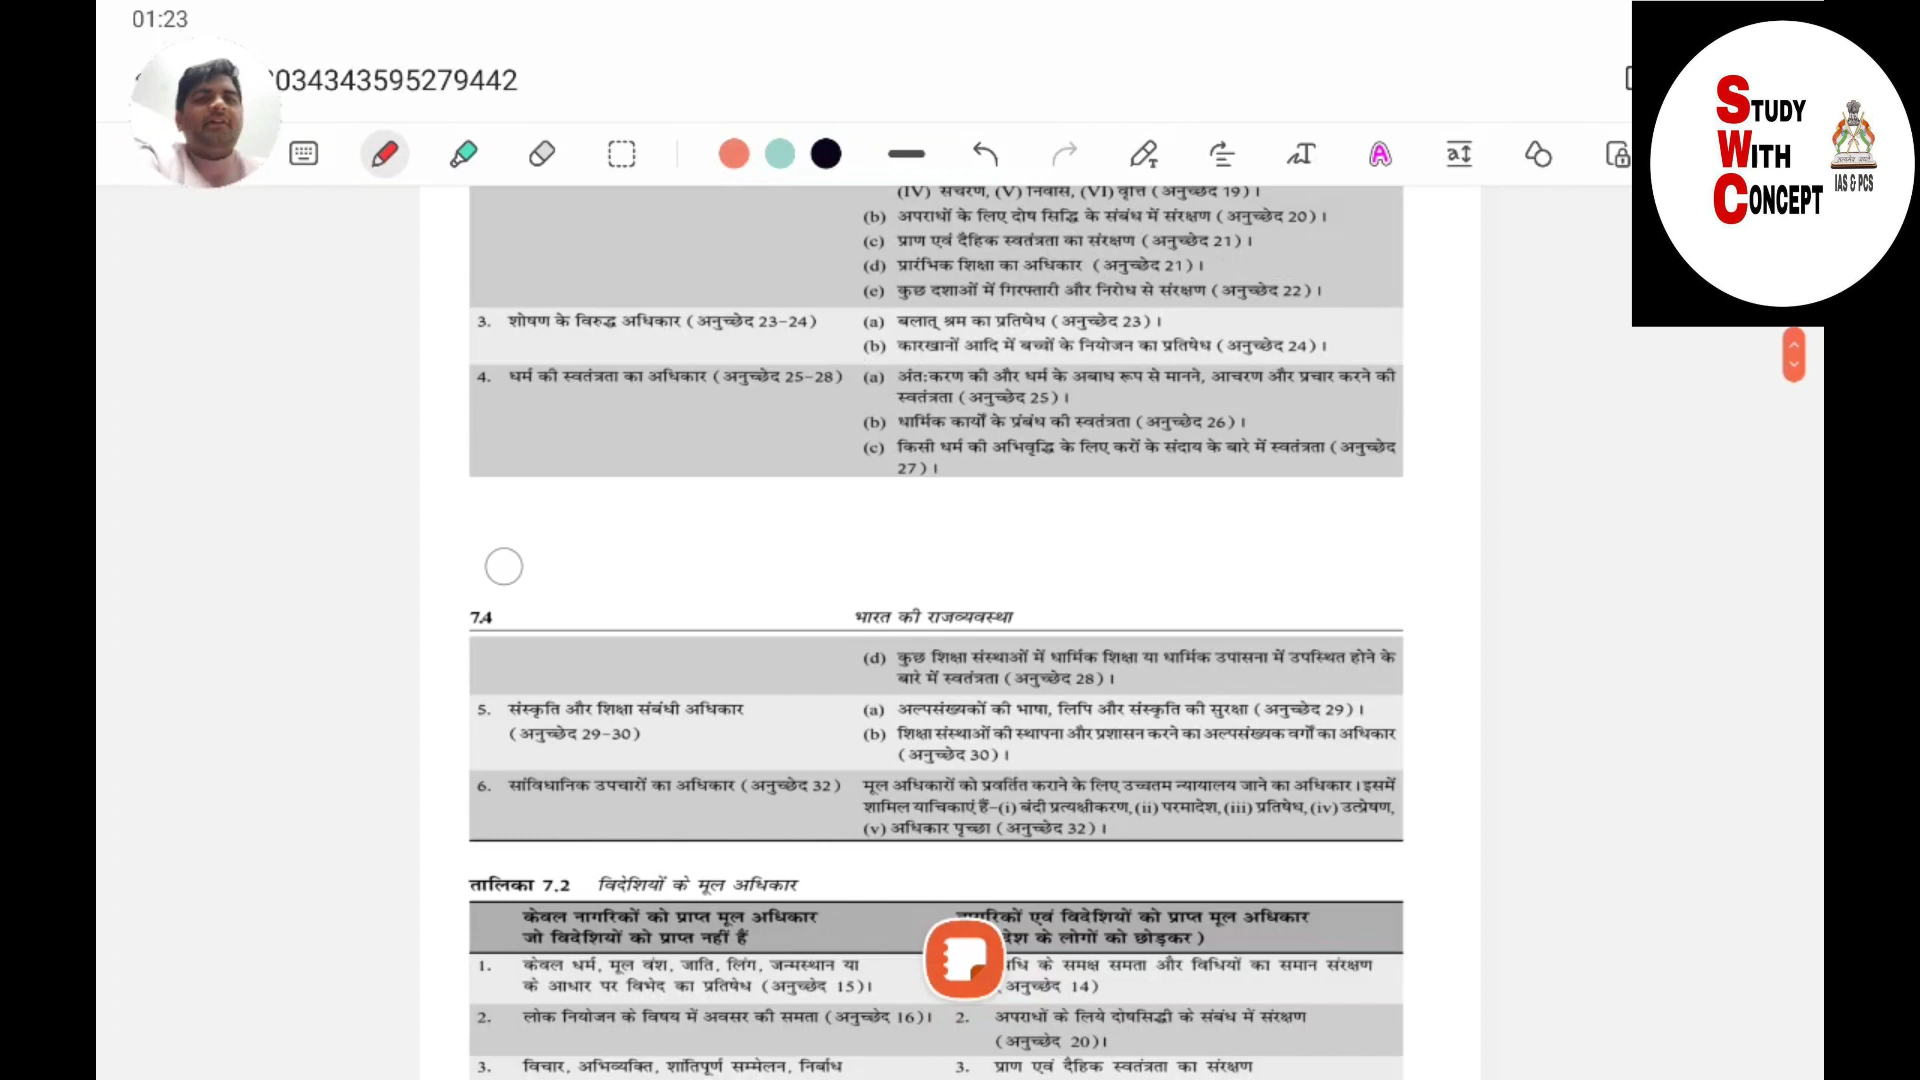 01:23
034343595279442
STUDY
WITH
CONCEPT
IAS & PCS
(IV) संचरण, (V) निवास, (VI) वृत्ति (अनुच्छेद 19)।
(b) अपराधों के लिए दोष सिद्धि के संबंध में संरक्षण (अनुच्छेद 20)।
(c) प्राण एवं दैहिक स्वतंत्रता का संरक्षण (अनुच्छेद 21)।
(d) प्रारंभिक शिक्षा का अधिकार (अनुच्छेद 21)।
(e) कुछ दशाओं में गिरफ्तारी और निरोध से संरक्षण (अनुच्छेद 22)।
3. शोषण के विरुद्ध अधिकार (अनुच्छेद 23-24)
(a) बलात् श्रम का प्रतिषेध (अनुच्छेद 23)।
(b) कारखानों आदि में बच्चों के नियोजन का प्रतिषेध (अनुच्छेद 24)।
4. धर्म की स्वतंत्रता का अधिकार (अनुच्छेद 25-28)
(a) अंत:करण की और धर्म के अबाध रूप से मानने, आचरण और प्रचार करने की
स्वतंत्रता (अनुच्छेद 25)।
(b) धार्मिक कार्यों के प्रंबंध की स्वतंत्रता (अनुच्छेद 26)।
(c) किसी धर्म की अभिवृद्धि के लिए करों के संदाय के बारे में स्वतंत्रता (अनुच्छेद
27)।
7.4
भारत की राजव्यवस्था
(d) कुछ शिक्षा संस्थाओं में धार्मिक शिक्षा या धार्मिक उपासना में उपस्थित होने के
बारे में स्वतंत्रता (अनुच्छेद 28)।
5. संस्कृति और शिक्षा संबंधी अधिकार
(अनुच्छेद 29-30)
(a) अल्पसंख्यकों की भाषा, लिपि और संस्कृति की सुरक्षा (अनुच्छेद 29)।
(b) शिक्षा संस्थाओं की स्थापना और प्रशासन करने का अल्पसंख्यक वर्गों का अधिकार
(अनुच्छेद 30)।
6. सांविधानिक उपचारों का अधिकार (अनुच्छेद 32)
मूल अधिकारों को प्रवर्तित कराने के लिए उच्चतम न्यायालय जाने का अधिकार। इसमें
शामिल याचिकाएं हैं-(i) बंदी प्रत्यक्षीकरण, (ii) परमादेश, (iii) प्रतिषेध, (iv) उत्प्रेषण,
(v) अधिकार पृच्छा (अनुच्छेद 32)।
तालिका 7.2 विदेशियों के मूल अधिकार
केवल नागरिकों को प्राप्त मूल अधिकार
जो विदेशियों को प्राप्त नहीं हैं
एवं विदेशियों को प्राप्त मूल अधिकार
के लोगों को छोड़कर )
1. केवल धर्म, मूल वंश, जाति, लिंग, जन्मस्थान या
के आधार पर विभेद का प्रतिषेध (अनुच्छेद 15)।
के समक्ष समता और विधियों का समान संरक्षण
(अनुच्छेद 14)
2. लोक नियोजन के विषय में अवसर की समता (अनुच्छेद 16)।
2. अपराधों के लिये दोषसिद्धी के संबंध में संरक्षण
(अनुच्छेद 20)।
3. विचार, अभिव्यक्ति, शांतिपूर्ण सम्मेलन, निर्बाध
3. प्राण एवं दैहिक स्वतंत्रता का संरक्षण